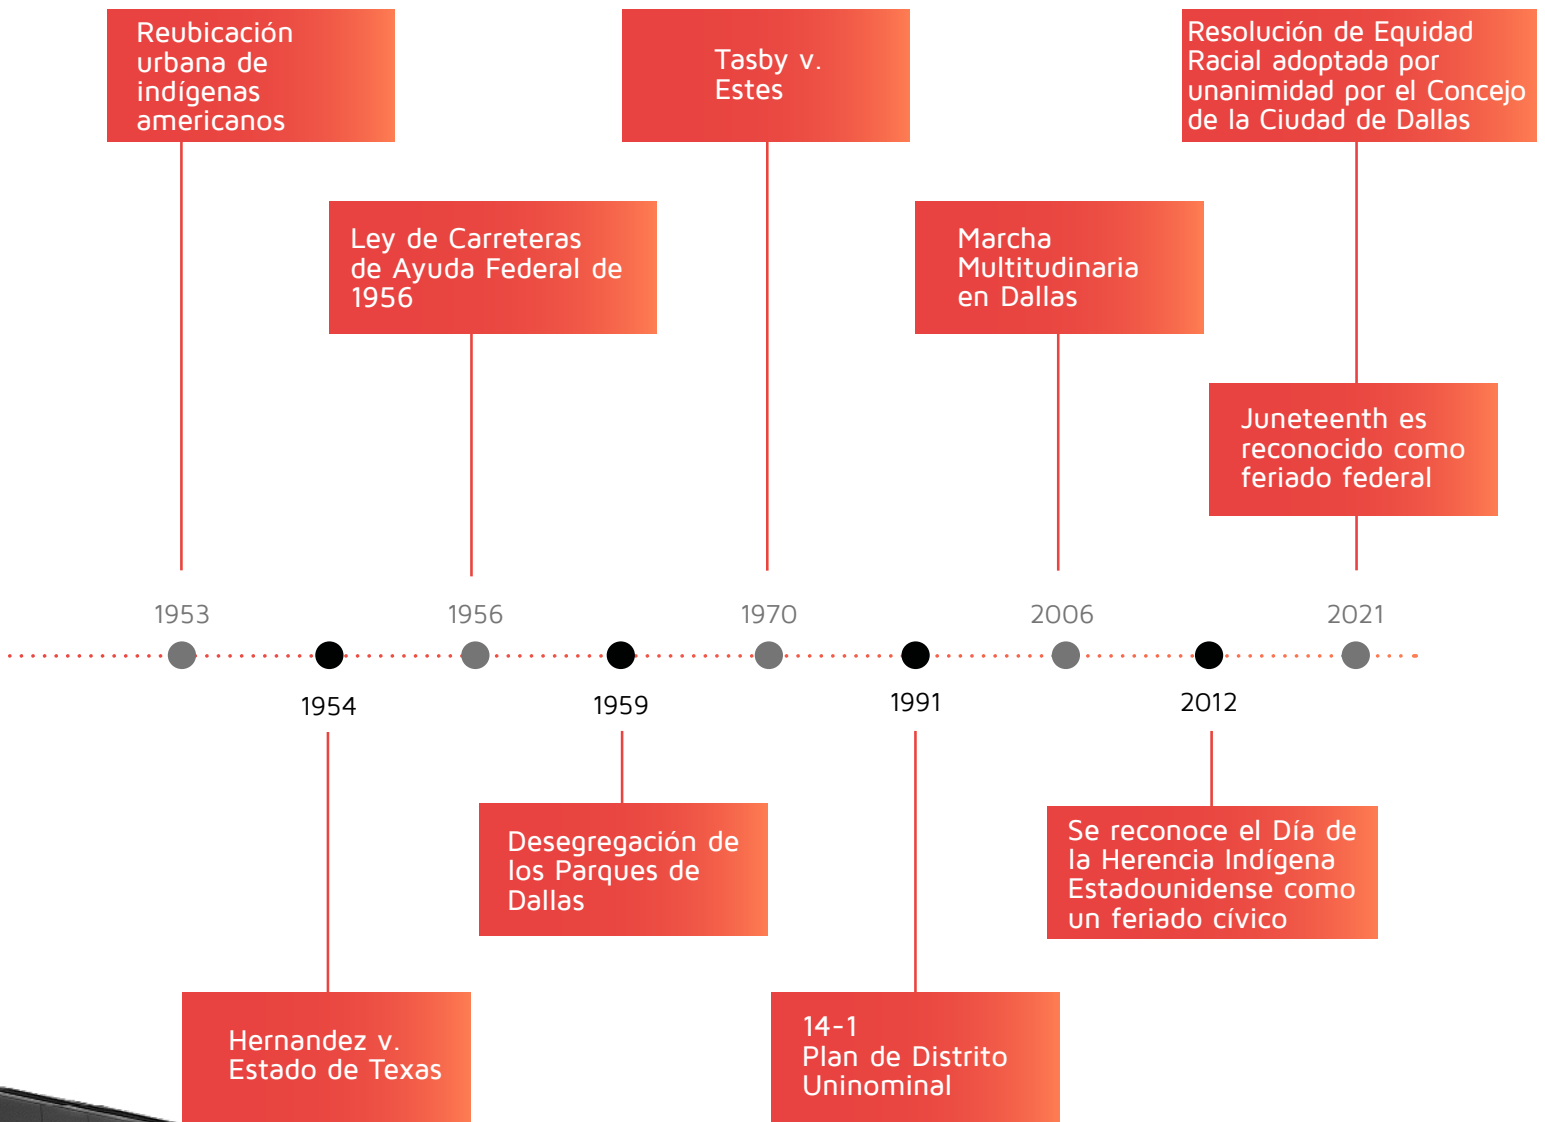 Reubicación
urbana de
indígenas
americanos
Tasby v.
Estes
Resolución de Equidad
Racial adoptada por
unanimidad por el Concejo
de la Ciudad de Dallas
Ley de Carreteras
de Ayuda Federal de
1956
Marcha
Multitudinaria
en Dallas
Juneteenth es
reconocido como
feriado federal
1953
1956
1970
2006
2021
1954
1959
1991
2012
Desegregación de
los Parques de
Dallas
Se reconoce el Día de
la Herencia Indígena
Estadounidense como
un feriado cívico
Hernandez v.
Estado de Texas
14-1
Plan de Distrito
Uninominal